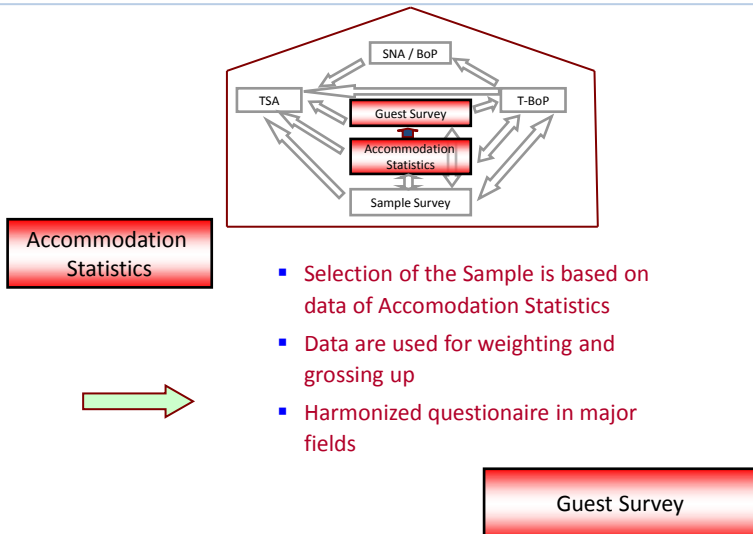 SNA / BoP
TSA
T-BoP
Guest Survey
Accommodation
Statistics
Sample Survey
Accommodation
Statistics
Selection of the Sample is based on
data of Accomodation Statistics
Data are used for weighting and
grossing up
Harmonized questionaire in major
fields
Guest Survey